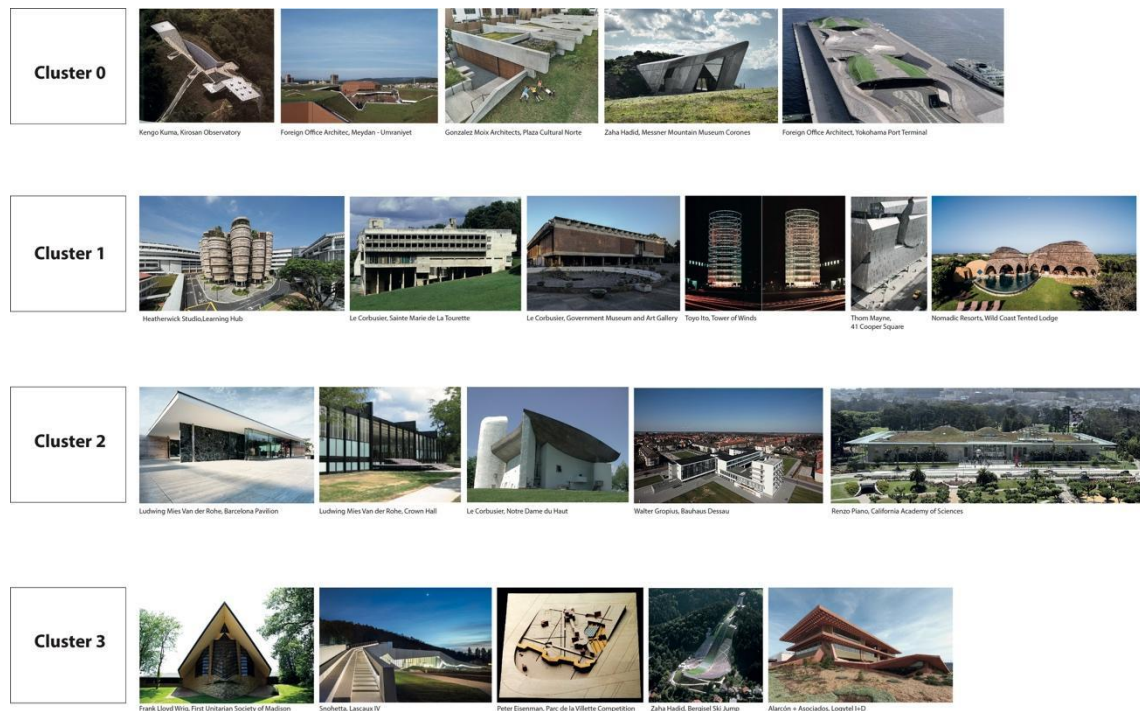 Cluster 0
Kengo Kuma, Kirosan Observatory
Foreign Office Architec, Meydan - Umraniyet
Gonzalez Moix Architects, Plaza Cultural Norte
Zaha Hadid, Messner Mountain Museum Corones
Foreign Office Architect, Yokohama Port Terminal
Cluster 1
Heatherwick Studio,Learning Hub
Le Corbusier, Sainte Marie de La Tourette
Le Corbusier, Government Museum and Art Gallery
Toyo Ito, Tower of Winds
Thom Mayne,
41 Cooper Square
Nomadic Resorts, Wild Coast Tented Lodge
Cluster 2
Ludwing Mies Van der Rohe, Barcelona Pavilion
Ludwing Mies Van der Rohe, Crown Hall
Le Corbusier, Notre Dame du Haut
Walter Gropius, Bauhaus Dessau
Renzo Piano, California Academy of Sciences
Cluster 3
Frank Lloyd Wrig, First Unitarian Society of Madison
Snohetta, Lascaux IV
Peter Eisenman, Parc de la Villette Competition
Zaha Hadid, Bergisel Ski Jump
Alarcón + Asociados, Logytel I+D